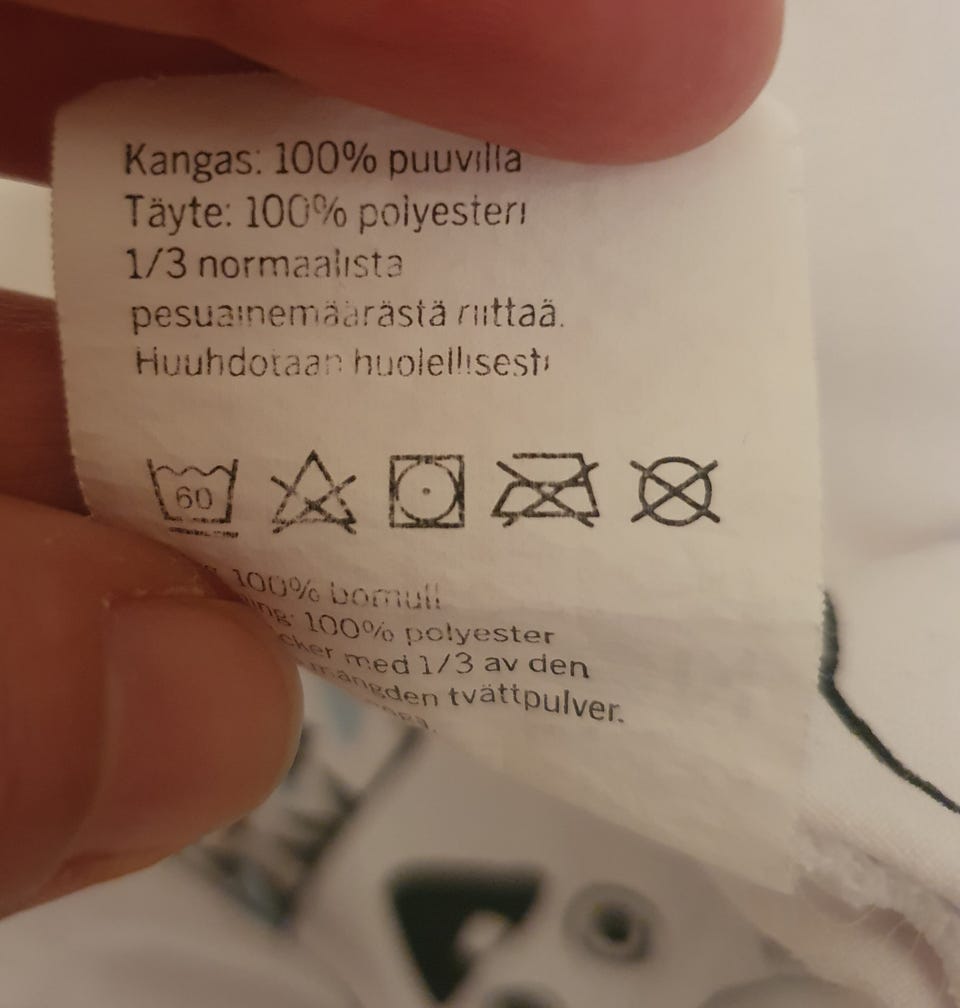 Kangas: 100% puuvilla
Täyte: 100% polyesteri
1/3 normaalista
pesuainemäärästä riittää.
Huuhdotaan huolellisesti
60
100% bomull
100% polyester
med 1/3 av den
mängden tvättpulver.